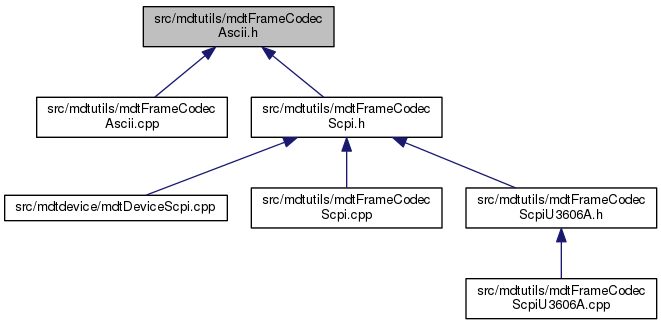 src/mdtutils/mdtFrameCodec
Ascii.h
src/mdtutils/mdtFrameCodec
Ascii.cpp
src/mdtutils/mdtFrameCodec
Scpi.h
src/mdtdevice/mdtDeviceScpi.cpp
src/mdtutils/mdtFrameCodec
Scpi.cpp
src/mdtutils/mdtFrameCodec
ScpiU3606A.h
src/mdtutils/mdtFrameCodec
ScpiU3606A.cpp